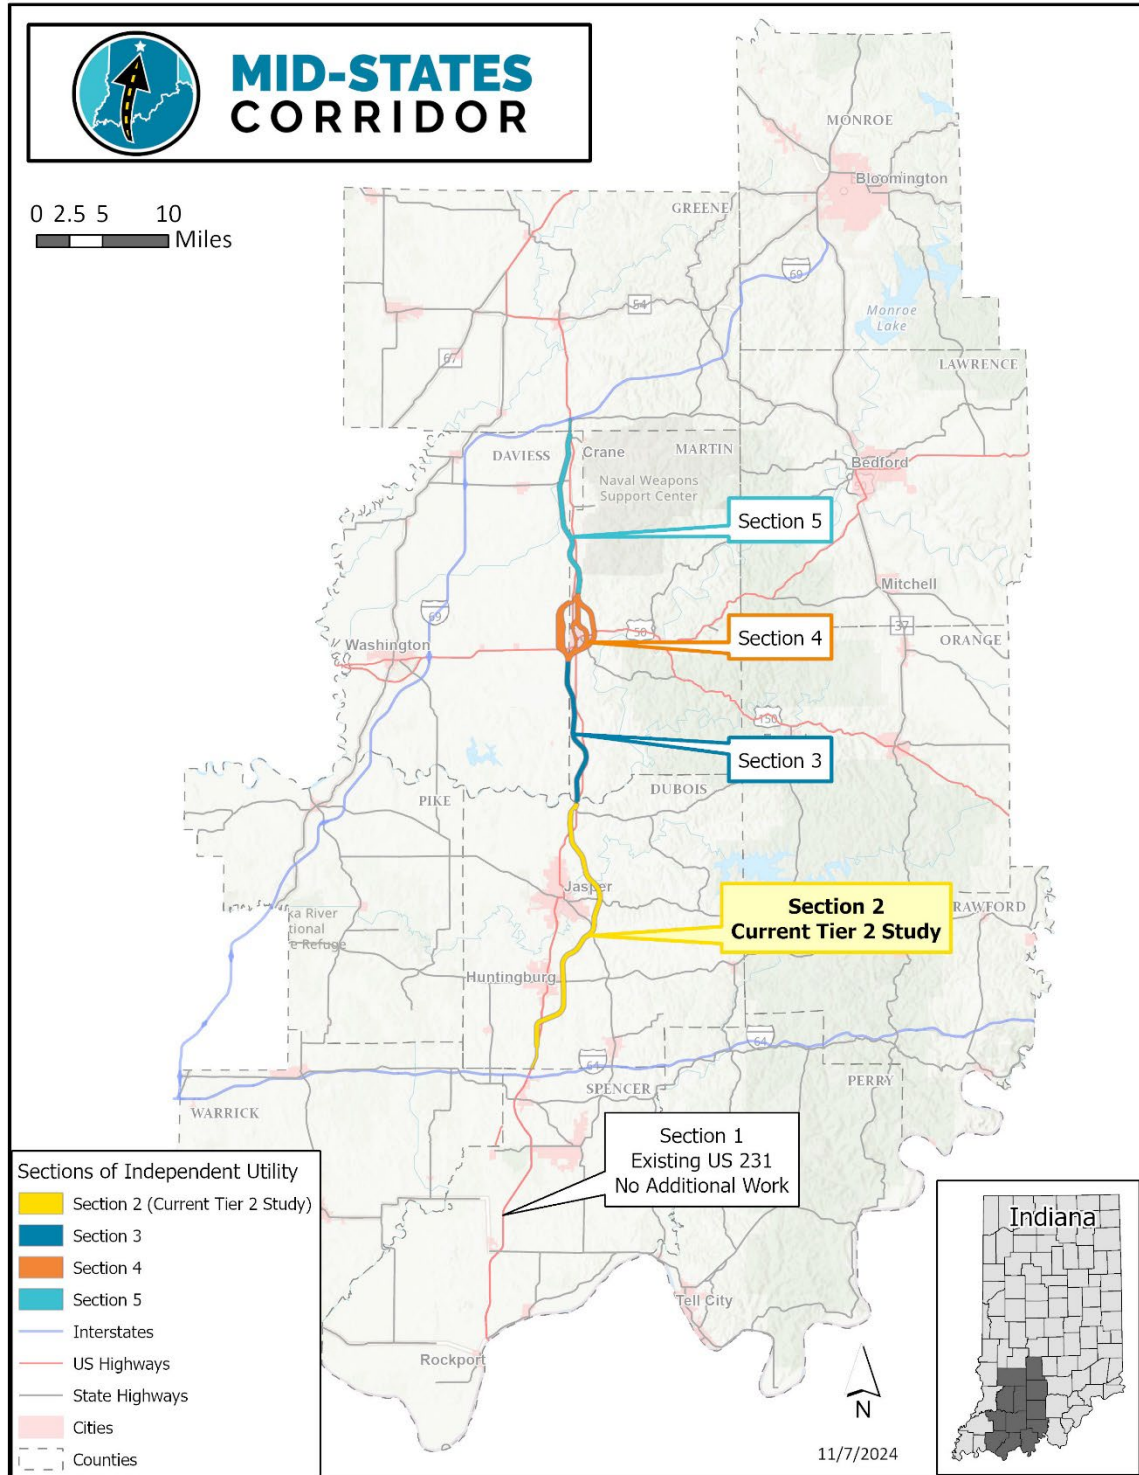 MID-STATES
CORRIDOR
0 2.5 5 10
Miles
MONROE
Bloomington
GREENE
69
54
Monroe
Lake
67
LAWRENCE
DAVIESS
Crane
MARTIN
Bedford
Naval Weapons
Support Center
Section 5
Mitchell
69
50
37
Section 4
ORANGE
Washington
150
Section 3
DUBOIS
PIKE
Jasper
Section 2
Current Tier 2 Study
RAWFORD
ka River
tional
e Refuge
Huntingburg
64
64
SPENCER
PERRY
WARRICK
Section 1
Existing US 231
No Additional Work
Sections of Independent Utility
Section 2 (Current Tier 2 Study)
Section 3
Section 4
Section 5
Interstates
US Highways
State Highways
Cities
Counties
Tell City
Rockport
N
11/7/2024
Indiana